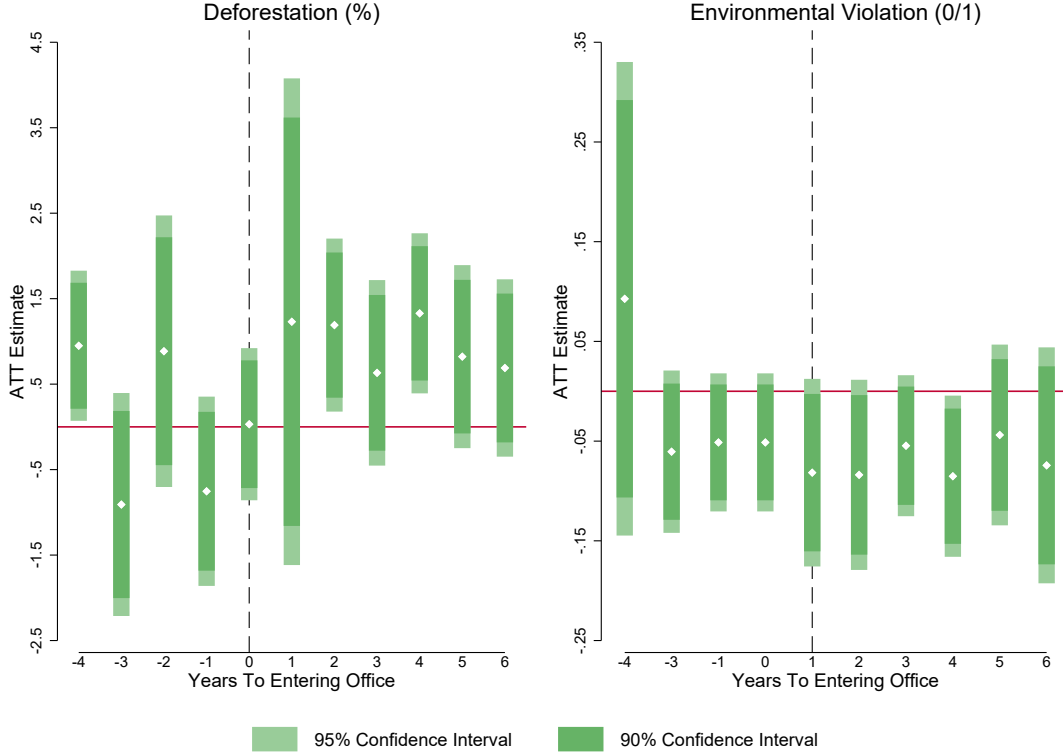 Deforestation (%)
4.5
3.5
2.5
1.5
.5
-.5
-1.5
-2.5
ATT Estimate
-4 -3 -2 -1 0 1 2 3 4 5 6
Years To Entering Office
Environmental Violation (0/1)
.35
.25
.15
.05
-.05
-.15
-.25
ATT Estimate
-4 -3 -1 0 1 2 3 4 5 6
Years To Entering Office
95% Confidence Interval
90% Confidence Interval